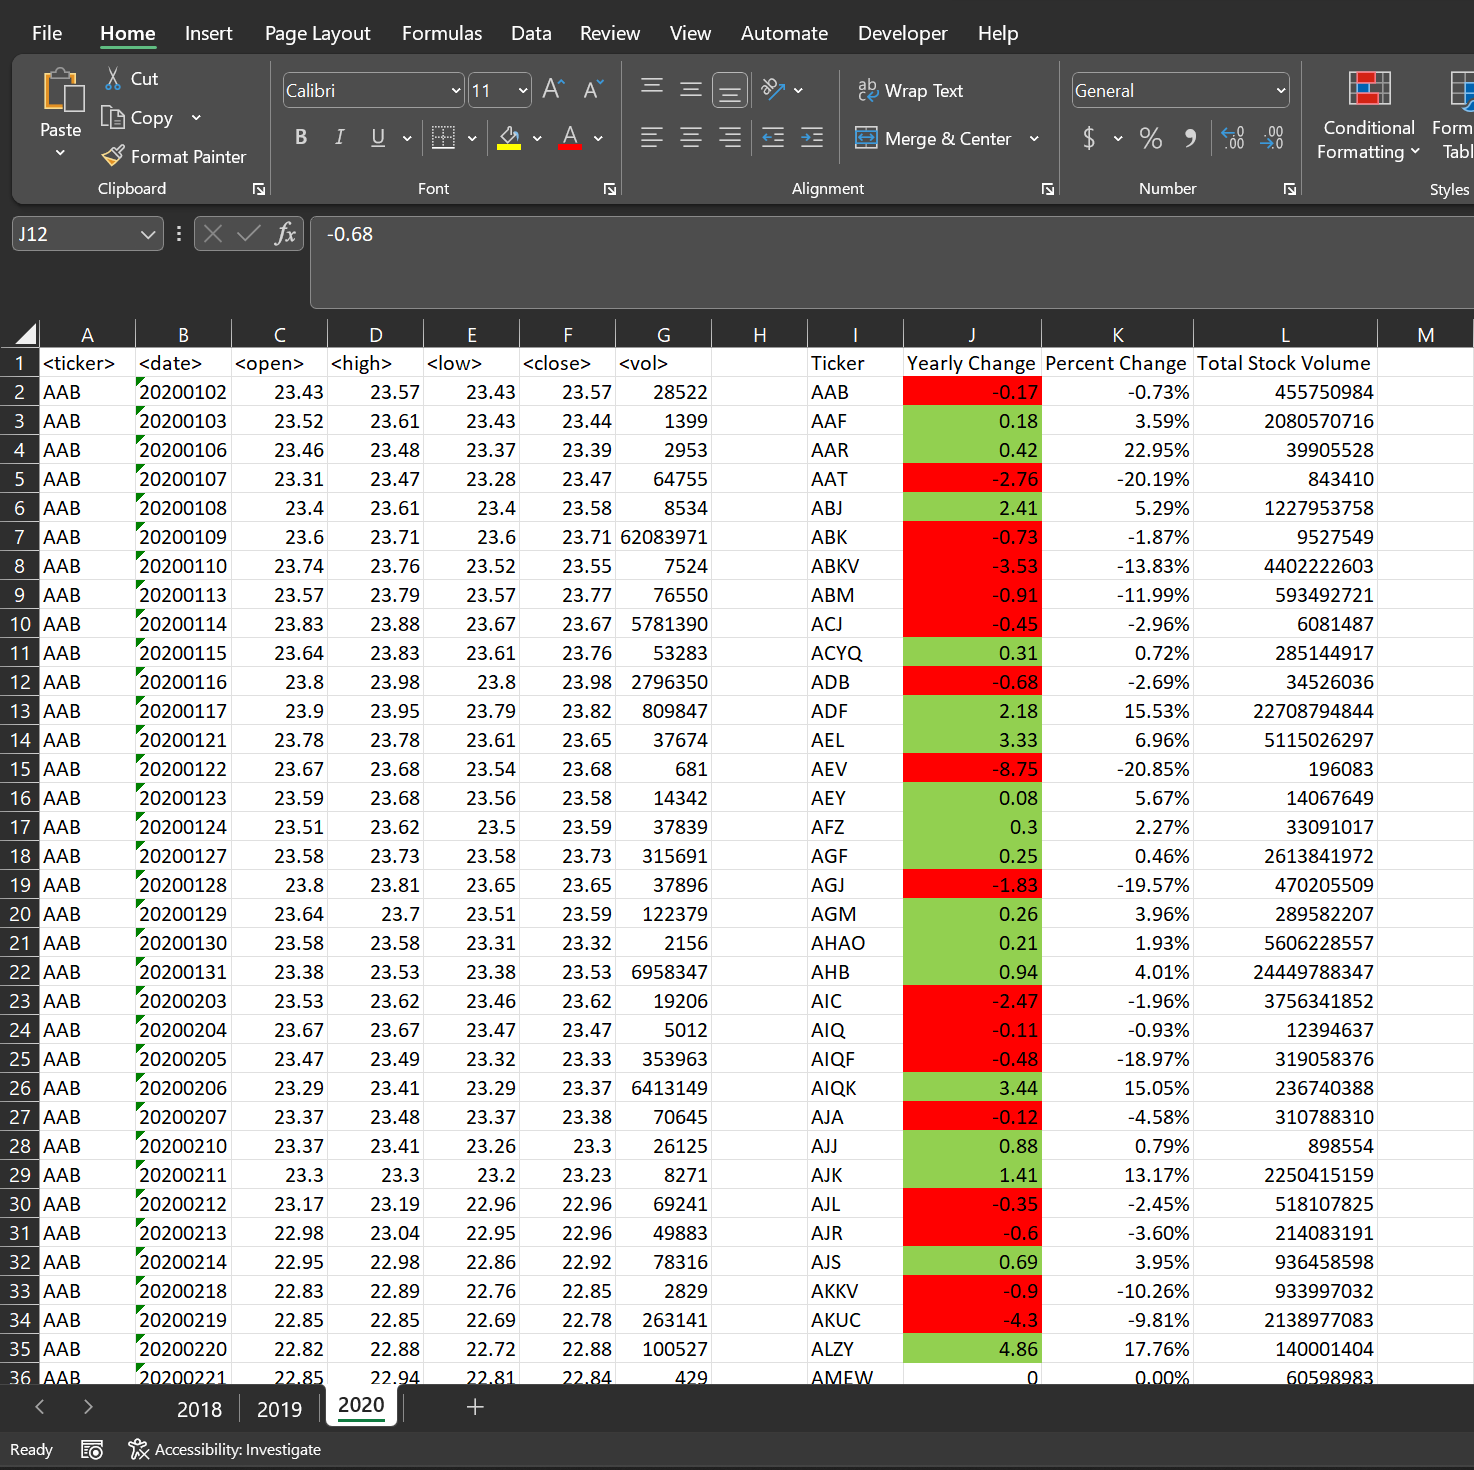 File Home Insert Page Layout Formulas Data Review View Automate Developer Help
Paste
Cut
Copy
Format Painter
Clipboard
Calibri 11 A A
B I U A
Font
ab Wrap Text
Merge & Center
Alignment
General
$ % 9 .00 .00
Number
Conditional Formatting
Form
Tabl
Styles
J12 fx -0.68
A B C D E F G H I J K L M
1 <ticker> <date> <open> <high> <low> <close> <vol> Ticker Yearly Change Percent Change Total Stock Volume
2 AAB 20200102 23.43 23.57 23.43 23.57 28522 AAB -0.17 -0.73% 455750984
3 AAB 20200103 23.52 23.61 23.43 23.44 1399 AAF 0.18 3.59% 2080570716
4 AAB 20200106 23.46 23.48 23.37 23.39 2953 AAR 0.42 22.95% 39905528
5 AAB 20200107 23.31 23.47 23.28 23.47 64755 AAT -2.76 -20.19% 843410
6 AAB 20200108 23.4 23.61 23.4 23.58 8534 ABJ 2.41 5.29% 1227953758
7 AAB 20200109 23.6 23.71 23.6 23.71 62083971 ABK -0.73 -1.87% 9527549
8 AAB 20200110 23.74 23.76 23.52 23.55 7524 ABKV -3.53 -13.83% 4402222603
9 AAB 20200113 23.57 23.79 23.57 23.77 76550 ABM -0.91 -11.99% 593492721
10 AAB 20200114 23.83 23.88 23.67 23.67 5781390 ACJ -0.45 -2.96% 6081487
11 AAB 20200115 23.64 23.83 23.61 23.76 53283 ACYQ 0.31 0.72% 285144917
12 AAB 20200116 23.8 23.98 23.8 23.98 2796350 ADB -0.68 -2.69% 34526036
13 AAB 20200117 23.9 23.95 23.79 23.82 809847 ADF 2.18 15.53% 22708794844
14 AAB 20200121 23.78 23.78 23.61 23.65 37674 AEL 3.33 6.96% 5115026297
15 AAB 20200122 23.67 23.68 23.54 23.68 681 AEV -8.75 -20.85% 196083
16 AAB 20200123 23.59 23.68 23.56 23.58 14342 AEY 0.08 5.67% 14067649
17 AAB 20200124 23.51 23.62 23.5 23.59 37839 AFZ 0.3 2.27% 33091017
18 AAB 20200127 23.58 23.73 23.58 23.73 315691 AGF 0.25 0.46% 2613841972
19 AAB 20200128 23.8 23.81 23.65 23.65 37896 AGJ -1.83 -19.57% 470205509
20 AAB 20200129 23.64 23.7 23.51 23.59 122379 AGM 0.26 3.96% 289582207
21 AAB 20200130 23.58 23.58 23.31 23.32 2156 AHAO 0.21 1.93% 5606228557
22 AAB 20200131 23.38 23.53 23.38 23.53 6958347 AHB 0.94 4.01% 24449788347
23 AAB 20200203 23.53 23.62 23.46 23.62 19206 AIC -2.47 -1.96% 3756341852
24 AAB 20200204 23.67 23.67 23.47 23.47 5012 AIQ -0.11 -0.93% 12394637
25 AAB 20200205 23.47 23.49 23.32 23.33 353963 AIQF -0.48 -18.97% 319058376
26 AAB 20200206 23.29 23.41 23.29 23.37 6413149 AIQK 3.44 15.05% 236740388
27 AAB 20200207 23.37 23.48 23.37 23.38 70645 AJA -0.12 -4.58% 310788310
28 AAB 20200210 23.37 23.41 23.26 23.3 26125 AJJ 0.88 0.79% 898554
29 AAB 20200211 23.3 23.3 23.2 23.23 8271 AJK 1.41 13.17% 2250415159
30 AAB 20200212 23.17 23.19 22.96 22.96 69241 AJL -0.35 -2.45% 518107825
31 AAB 20200213 22.98 23.04 22.95 22.96 49883 AJR -0.6 -3.60% 214083191
32 AAB 20200214 22.95 22.98 22.86 22.92 78316 AJS 0.69 3.95% 936458598
33 AAB 20200218 22.83 22.89 22.76 22.85 2829 AKKV -0.9 -10.26% 933997032
34 AAB 20200219 22.85 22.85 22.69 22.78 263141 AKUC -4.3 -9.81% 2138977083
35 AAB 20200220 22.82 22.88 22.72 22.88 100527 ALZY 4.86 17.76% 140001404
36 AAB 20200221 22.85 22.94 22.81 22.84 429 AMEW 0 0.00% 60598983
2018 2019 2020 +
Ready Accessibility: Investigate